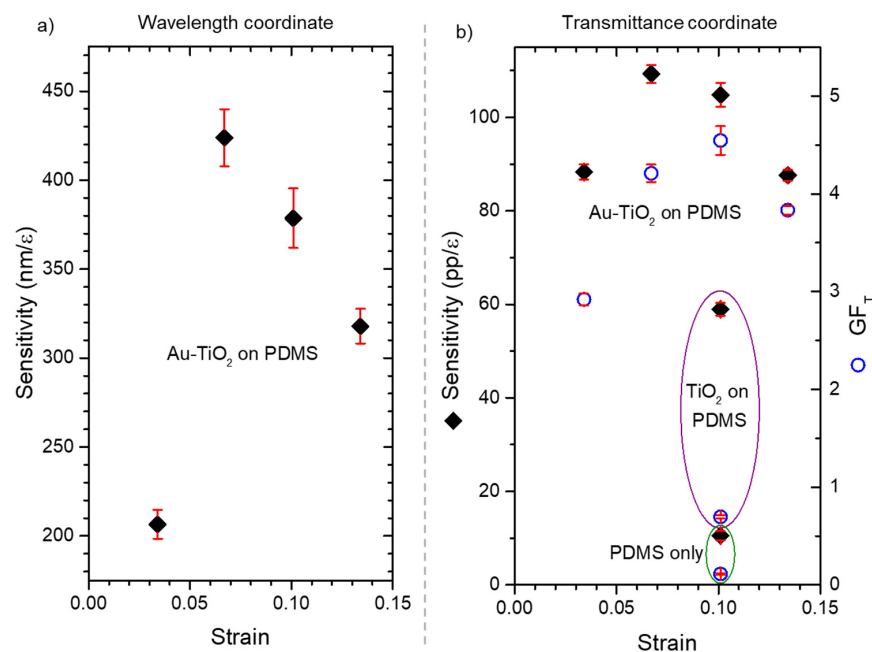 a)
Wavelength coordinate
450
400
350
300
250
200
Sensitivity (nm/ε)
Au-TiO₂ on PDMS
0.00
0.05
0.10
0.15
Strain
b)
Transmittance coordinate
100
80
60
40
20
0
Sensitivity (pp/ε)
Au-TiO₂ on PDMS
TiO₂ on
PDMS
PDMS only
0.00
0.05
0.10
0.15
Strain
5
4
3
2
1
0
GF_T